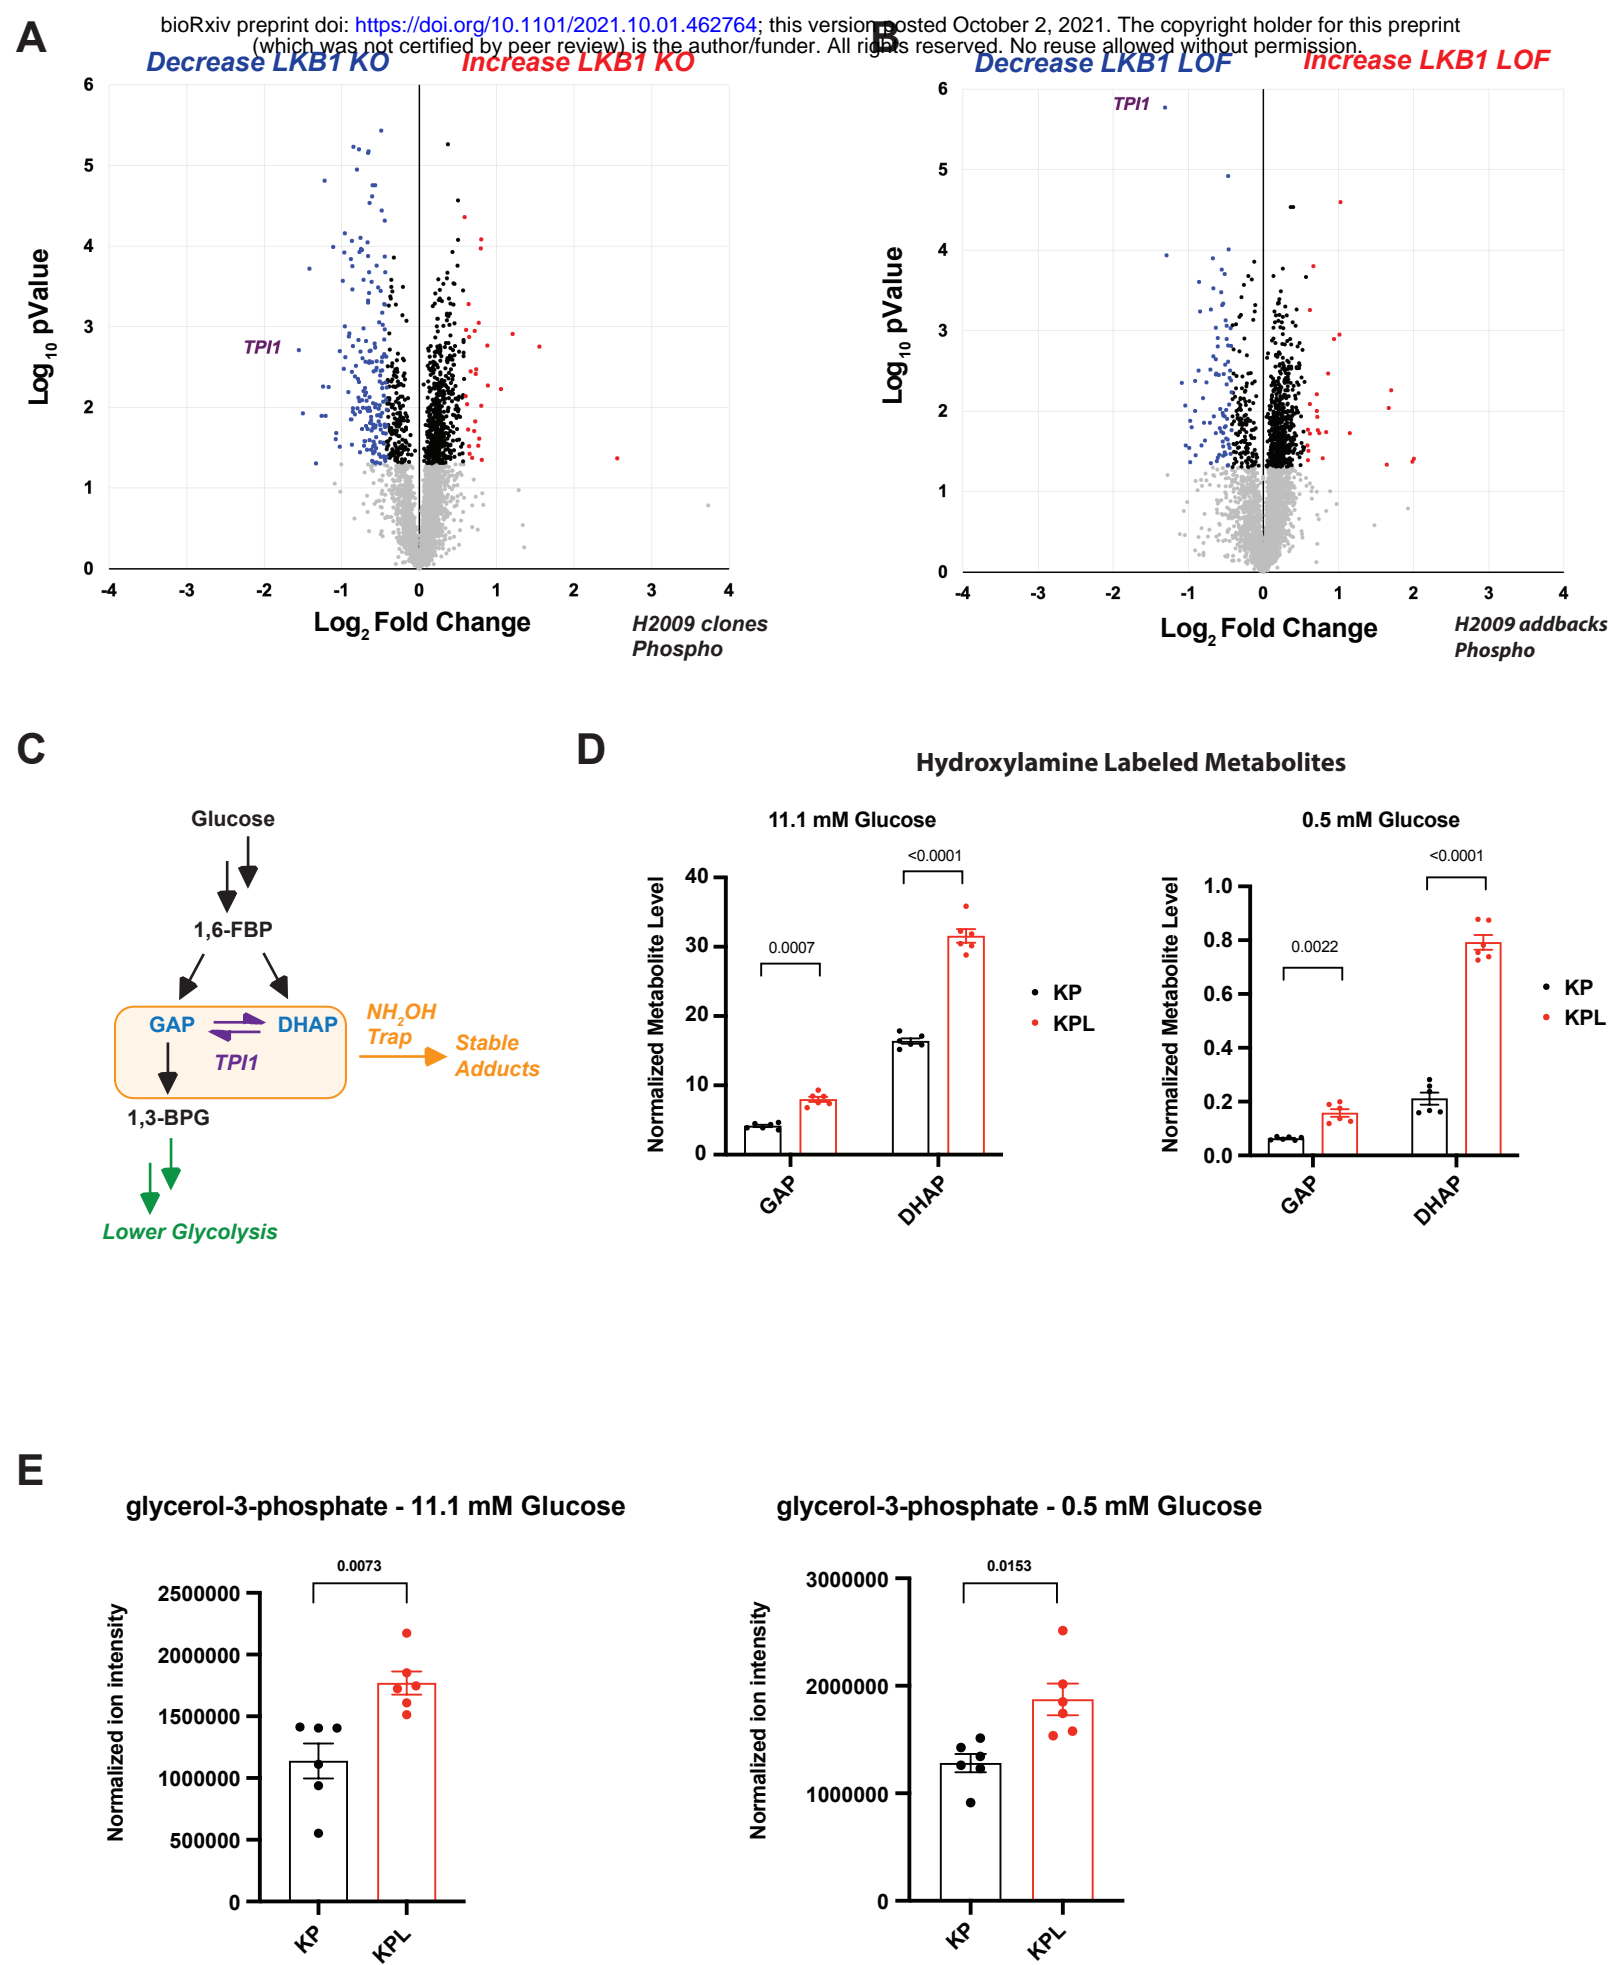 bioRxiv preprint doi: https://doi.org/10.1101/2021.10.01.462764; this version posted October 2, 2021. The copyright holder for this preprint
(which was not certified by peer review) is the author/funder. All rights reserved. No reuse allowed without permission.
A
Decrease LKB1 KO
Increase LKB1 KO
6
5
4
3
2
1
0
Log10 pValue
TPI1
-4 -3 -2 -1 0 1 2 3 4
Log2 Fold Change
H2009 clones
Phospho
B
Decrease LKB1 LOF
Increase LKB1 LOF
6
5
4
3
2
1
0
Log10 pValue
TPI1
-4 -3 -2 -1 0 1 2 3 4
Log2 Fold Change
H2009 addbacks
Phospho
C
Glucose
1,6-FBP
GAP
DHAP
TPI1
NH2OH
Trap
Stable
Adducts
1,3-BPG
Lower Glycolysis
D
Hydroxylamine Labeled Metabolites
11.1 mM Glucose
Normalized Metabolite Level
40
30
20
10
0
0.0007
<0.0001
GAP
DHAP
KP
KPL
0.5 mM Glucose
Normalized Metabolite Level
1.0
0.8
0.6
0.4
0.2
0.0
0.0022
<0.0001
GAP
DHAP
KP
KPL
E
glycerol-3-phosphate - 11.1 mM Glucose
Normalized ion intensity
2500000
2000000
1500000
1000000
500000
0
0.0073
KP
KPL
glycerol-3-phosphate - 0.5 mM Glucose
Normalized ion intensity
3000000
2000000
1000000
0
0.0153
KP
KPL